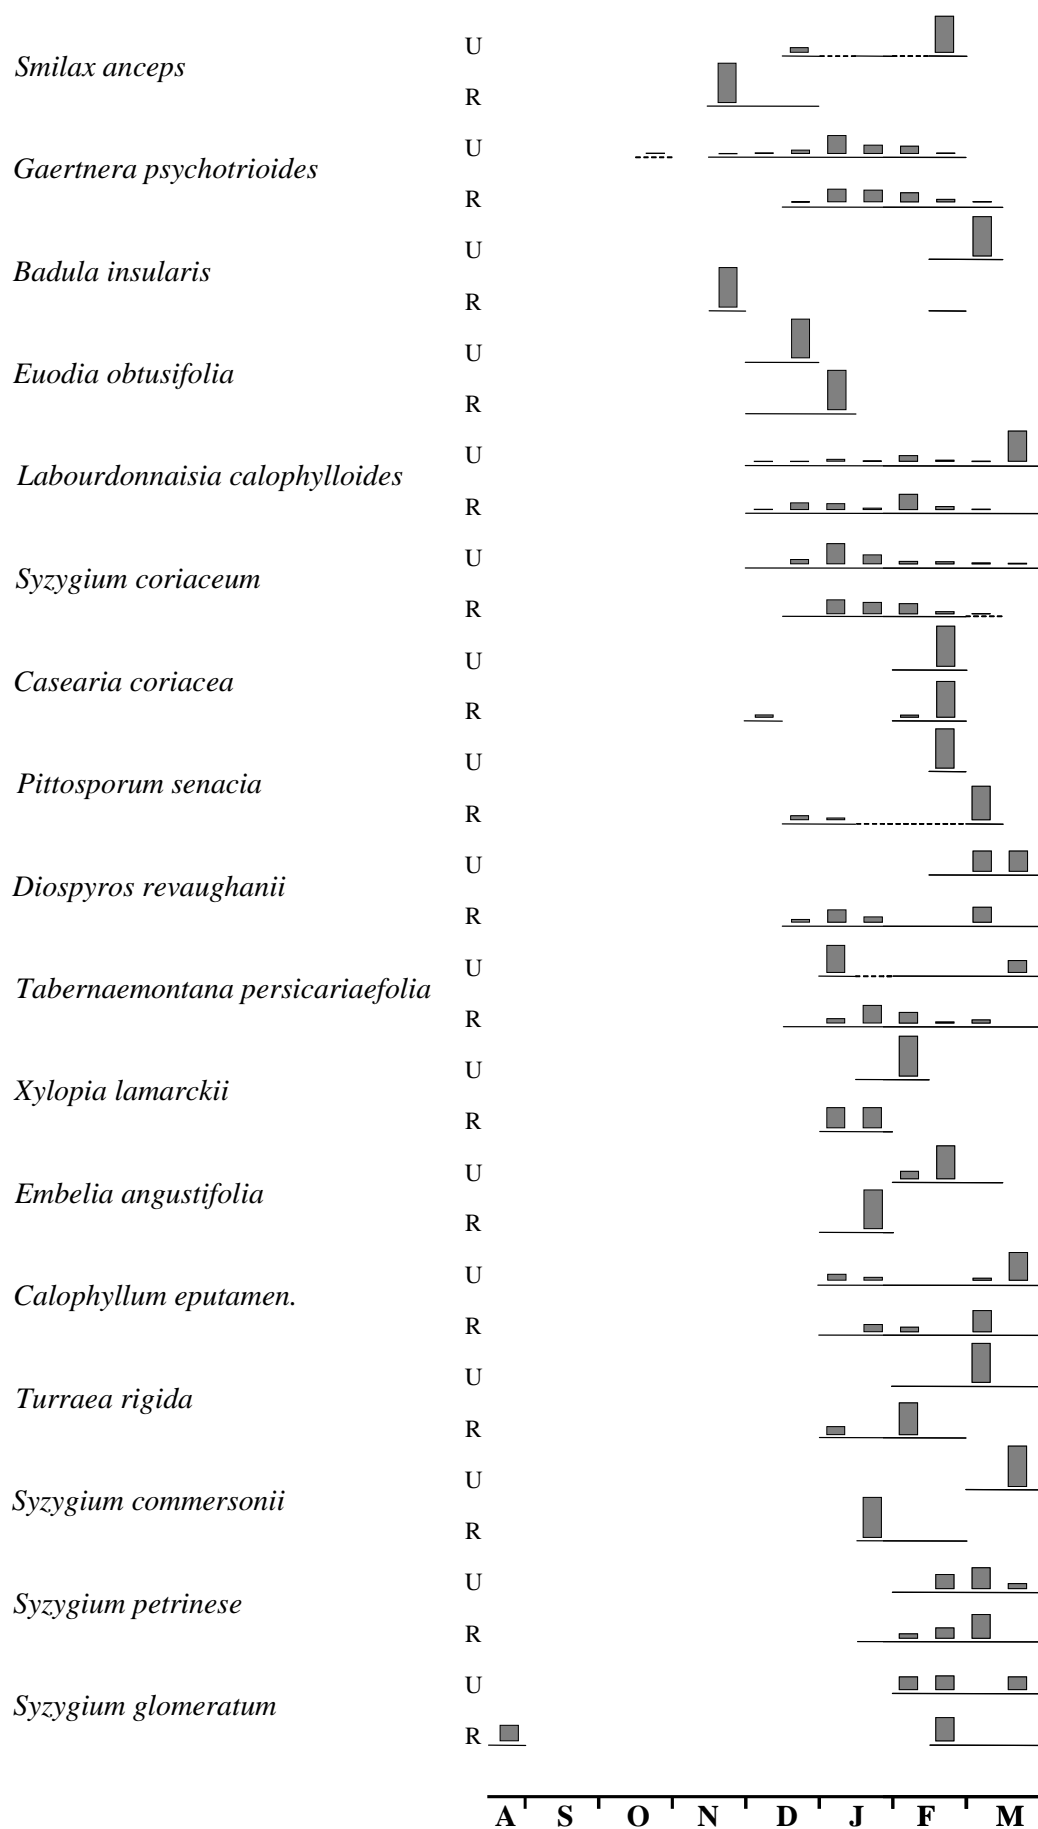 U
Smilax anceps
R
U
Gaertnera psychotrioides
R
U
Badula insularis
R
U
Euodia obtusifolia
R
U
Labourdonnaisia calophylloides
R
U
Syzygium coriaceum
R
U
Casearia coriacea
R
U
Pittosporum senacia
R
U
Diospyros revaughanii
R
U
Tabernaemontana persicariaefolia
R
U
Xylopia lamarckii
R
U
Embelia angustifolia
R
U
Calophyllum eputamen.
R
U
Turraea rigida
R
U
Syzygium commersonii
R
U
Syzygium petrinese
R
U
Syzygium glomeratum
R
A S O N D J F M